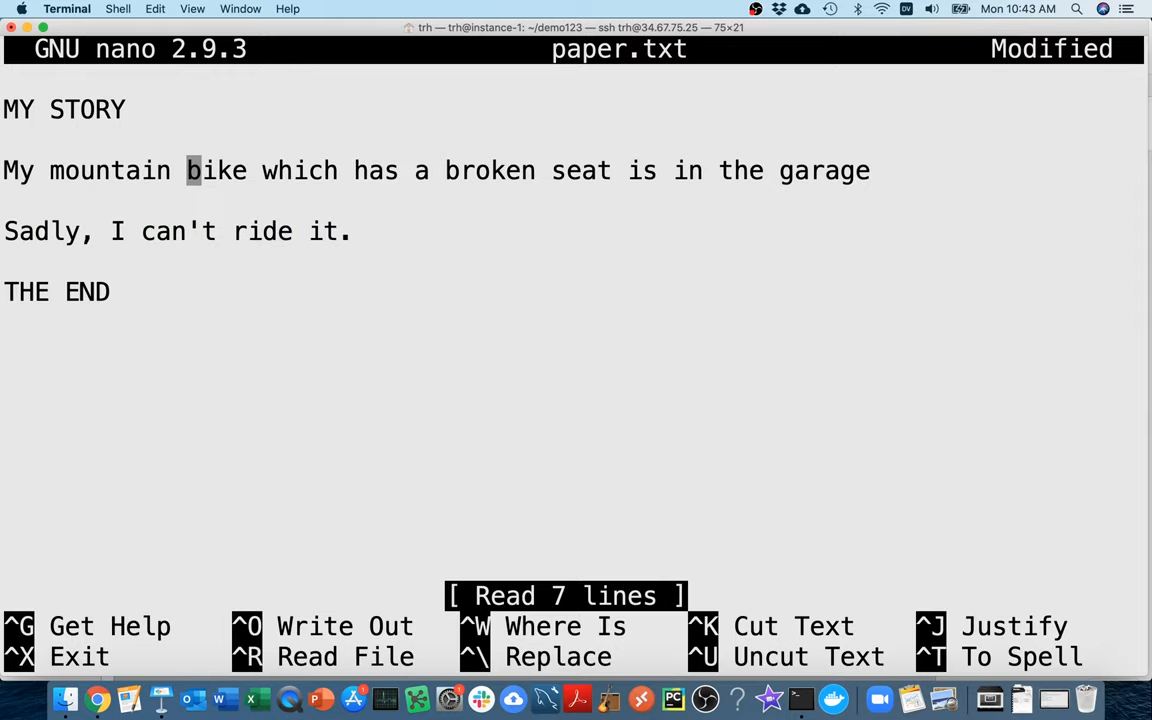 Terminal Shell Edit View Window Help DV Mon 10:43 AM
trh — trh@instance-1: ~/demo123 — ssh trh@34.67.75.25 — 75×21
GNU nano 2.9.3 paper.txt Modified
MY STORY
My mountain bike which has a broken seat is in the garage
Sadly, I can't ride it.
THE END
[ Read 7 lines ]
^G Get Help ^O Write Out ^W Where Is ^K Cut Text ^J Justify
^X Exit ^R Read File ^\ Replace ^U Uncut Text ^T To Spell